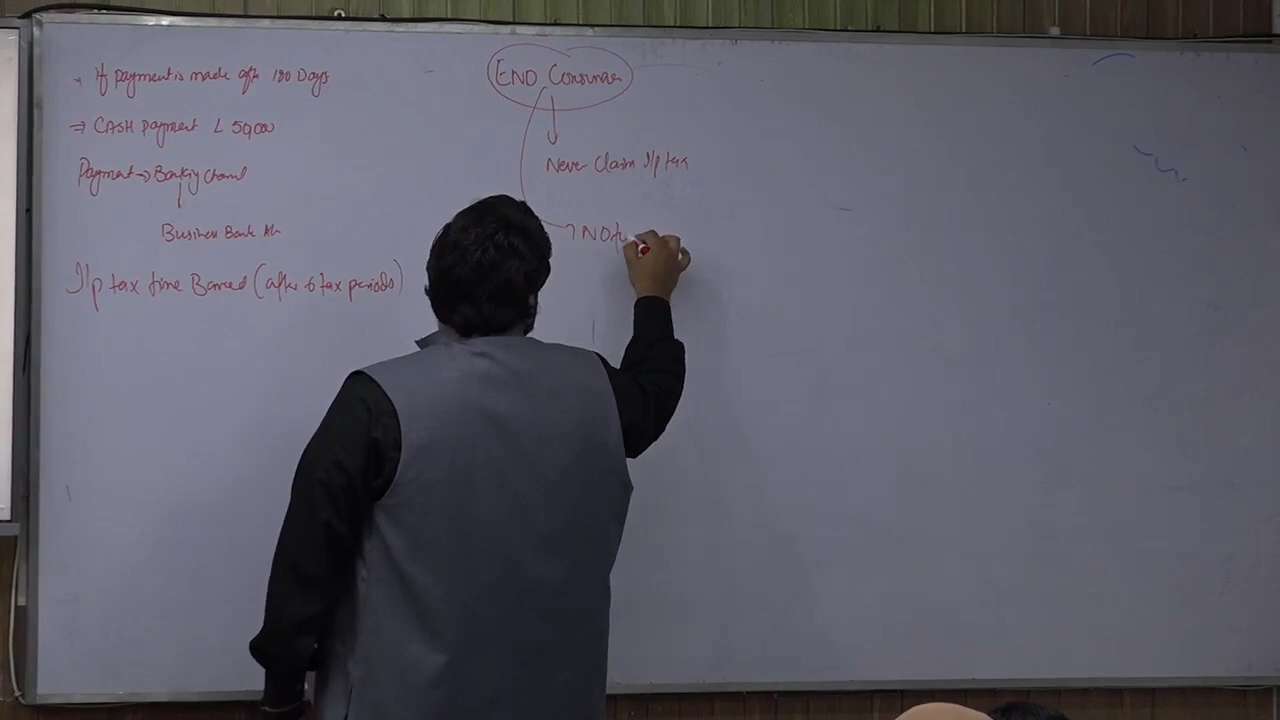 * If payment is made after 180 Days
⇒ CASH payment < 50,000
Payment → Banking Channel
Business Bank A/c
I/p tax time Barred (after 6 tax periods)
END Consumer
Never Claim I/p tax
NO